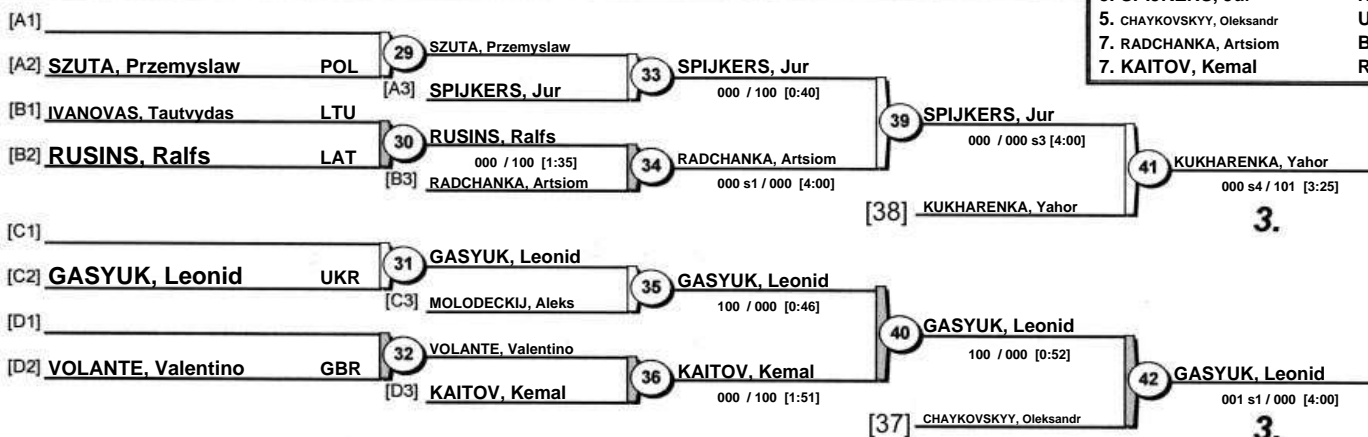 5. CHAYKOVSKYY, Oleksandr U
7. RADCHANKA, Artsiom B
7. KAITOV, Kemal R
[A1]
[A2] SZUTA, Przemyslaw POL
29
SZUTA, Przemyslaw
[A3] SPIJKERS, Jur
33
SPIJKERS, Jur
000 / 100 [0:40]
[B1] IVANOVAS, Tautvydas LTU
[B2] RUSINS, Ralfs LAT
30
RUSINS, Ralfs
000 / 100 [1:35]
[B3] RADCHANKA, Artsiom
34
RADCHANKA, Artsiom
000 s1 / 000 [4:00]
39
SPIJKERS, Jur
000 / 000 s3 [4:00]
[38] KUKHARENKA, Yahor
41
KUKHARENKA, Yahor
000 s4 / 101 [3:25]
3.
[C1]
[C2] GASYUK, Leonid UKR
31
GASYUK, Leonid
[C3] MOLODECKIJ, Aleks
35
GASYUK, Leonid
100 / 000 [0:46]
[D1]
[D2] VOLANTE, Valentino GBR
32
VOLANTE, Valentino
[D3] KAITOV, Kemal
36
KAITOV, Kemal
000 / 100 [1:51]
40
GASYUK, Leonid
100 / 000 [0:52]
[37] CHAYKOVSKYY, Oleksandr
42
GASYUK, Leonid
001 s1 / 000 [4:00]
3.